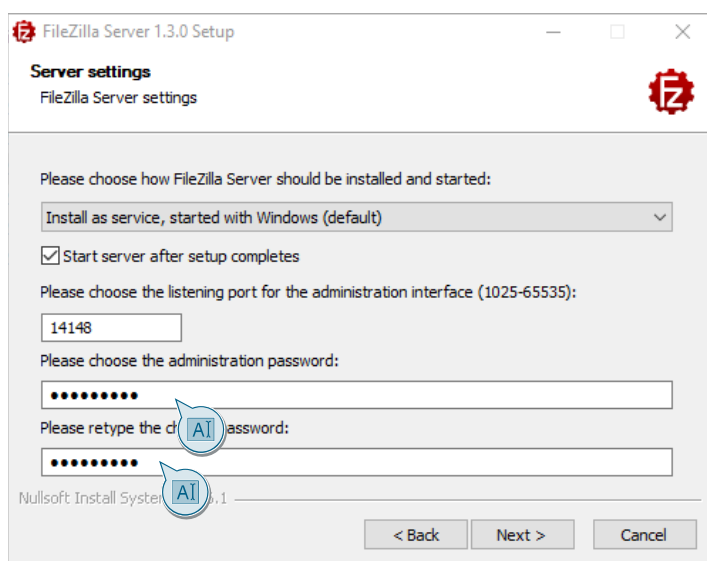 FileZilla Server 1.3.0 Setup
Server settings
FileZilla Server settings
Please choose how FileZilla Server should be installed and started:
Install as service, started with Windows (default)
Start server after setup completes
Please choose the listening port for the administration interface (1025-65535):
14148
Please choose the administration password:
•••••••••
AI
Please retype the ch assword:
•••••••••
AI
Nullsoft Install System .1
< Back Next > Cancel